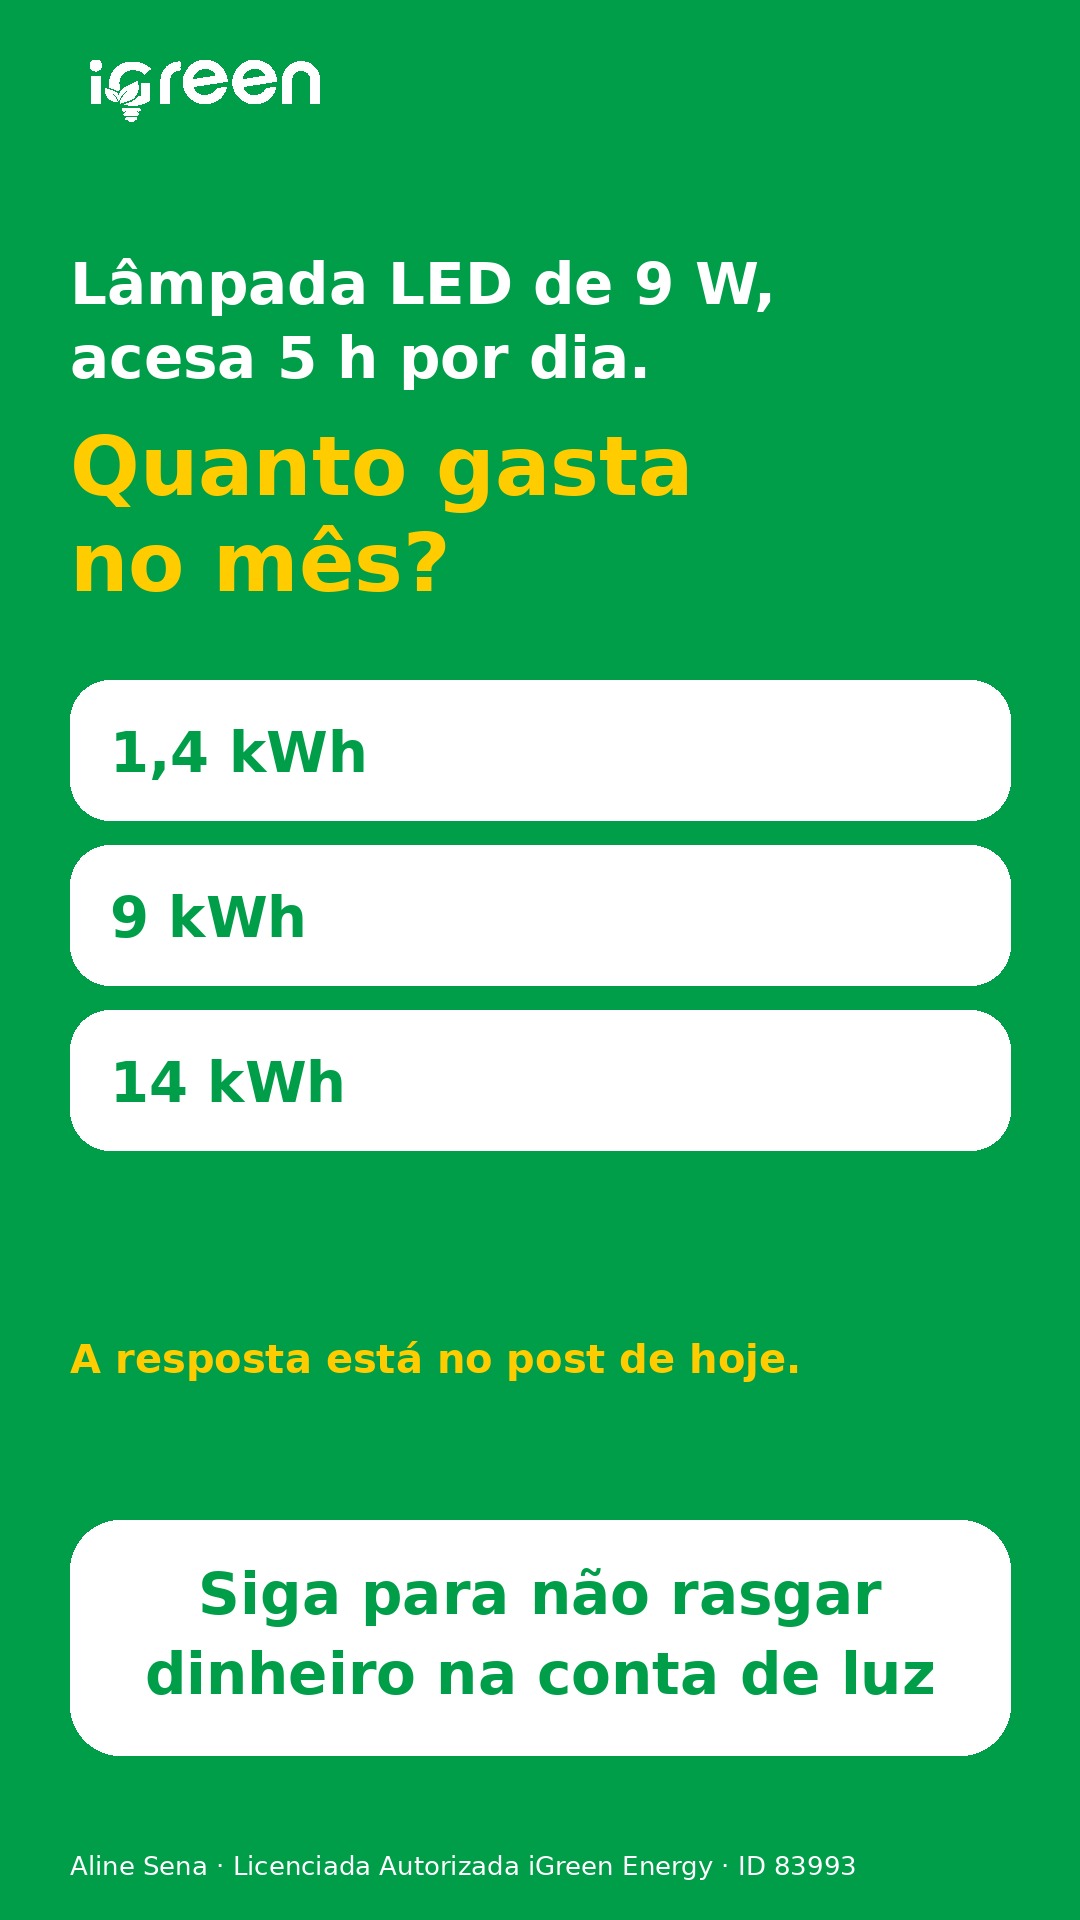 iGreen
Lâmpada LED de 9 W,
acesa 5 h por dia.
Quanto gasta
no mês?
1,4 kWh
9 kWh
14 kWh
A resposta está no post de hoje.
Siga para não rasgar
dinheiro na conta de luz
Aline Sena · Licenciada Autorizada iGreen Energy · ID 83993